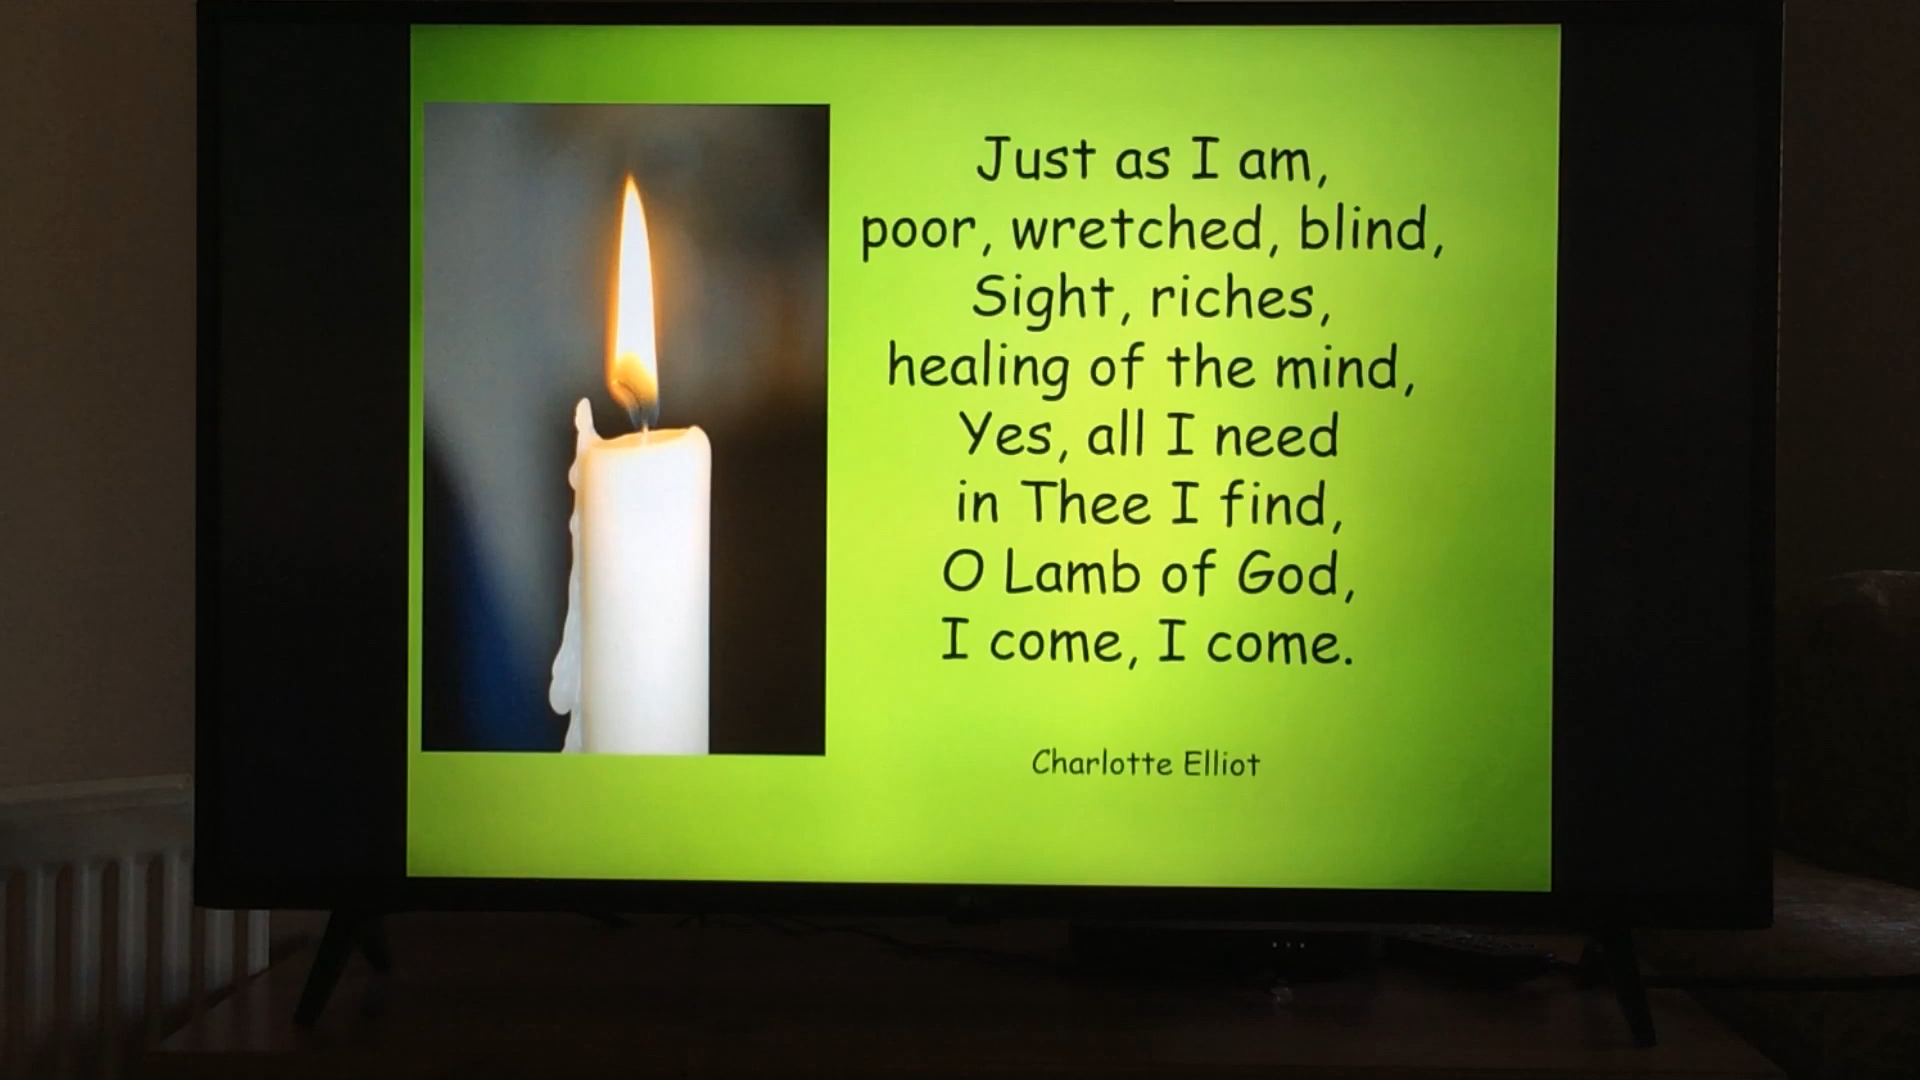 Just as I am,
poor, wretched, blind,
Sight, riches,
healing of the mind,
Yes, all I need
in Thee I find,
O Lamb of God,
I come, I come.
Charlotte Elliot